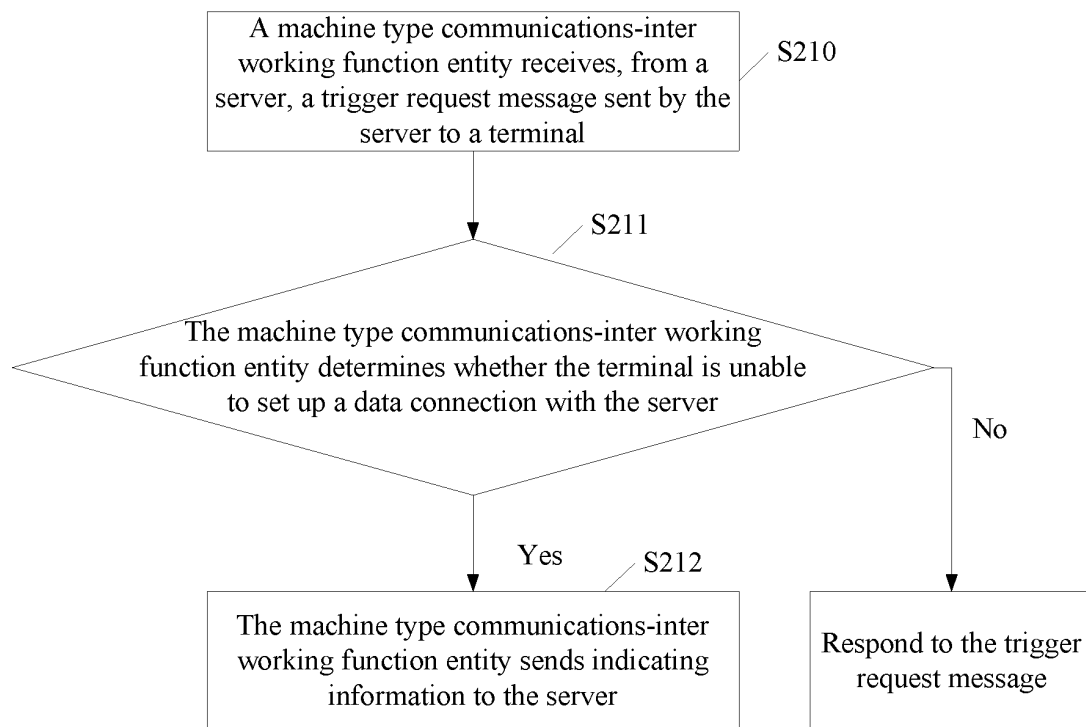 A machine type communications-inter
working function entity receives, from a
server, a trigger request message sent by the
server to a terminal
S210
S211
The machine type communications-inter working
function entity determines whether the terminal is unable
to set up a data connection with the server
No
Yes
S212
The machine type communications-inter
working function entity sends indicating
information to the server
Respond to the trigger
request message